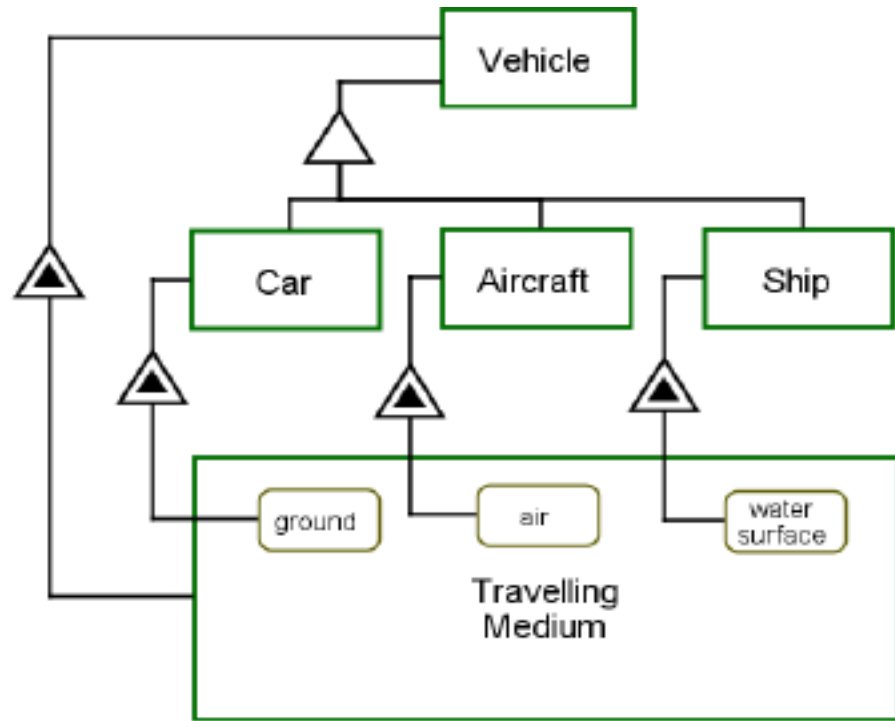 Vehicle
Car
Aircraft
Ship
ground
air
water
surface
Travelling
Medium